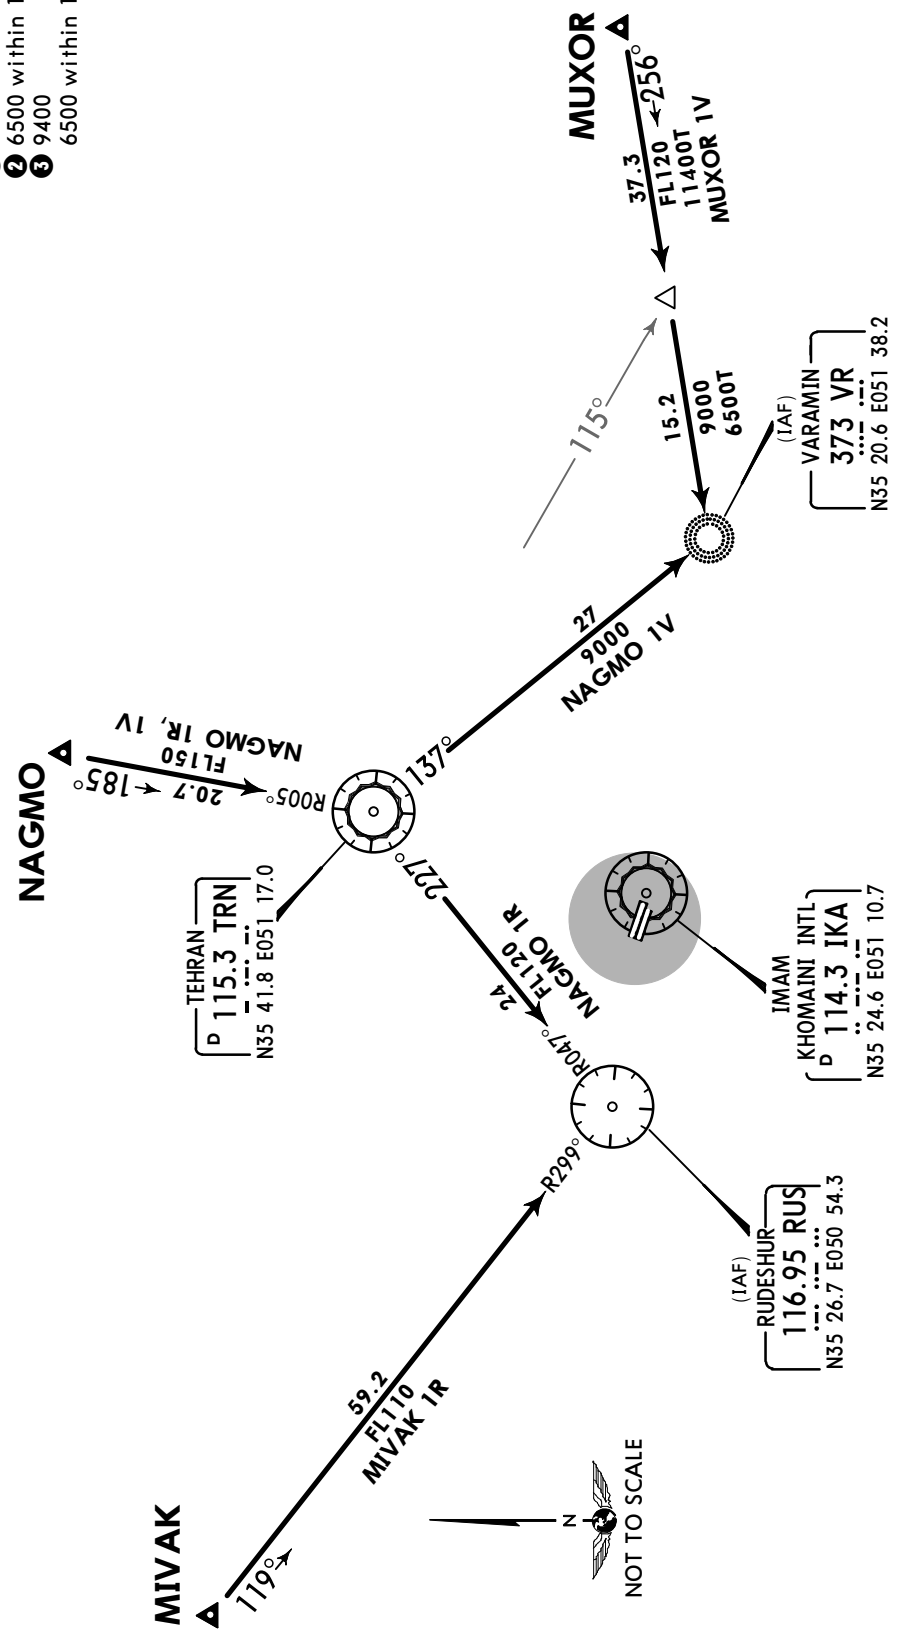 2 6500 within 1
3 9400
6500 within 1
MUXOR
←256°
37.3
FL120
11400T
MUXOR 1V
115°
15.2
9000
6500T
(IAF)
VARAMIN
373 VR
N35 20.6 E051 38.2
NAGMO
185°
20.7
FL150
NAGMO 1R, 1V
R005°
137°
27
9000
NAGMO 1V
TEHRAN
D 115.3 TRN
N35 41.8 E051 17.0
227°
24
FL120
NAGMO 1R
R047°
IMAM
KHOMAINI INTL
D 114.3 IKA
N35 24.6 E051 10.7
R299°
(IAF)
RUDESHUR
116.95 RUS
N35 26.7 E050 54.3
MIVAK
119°
59.2
FL110
MIVAK 1R
N
NOT TO SCALE